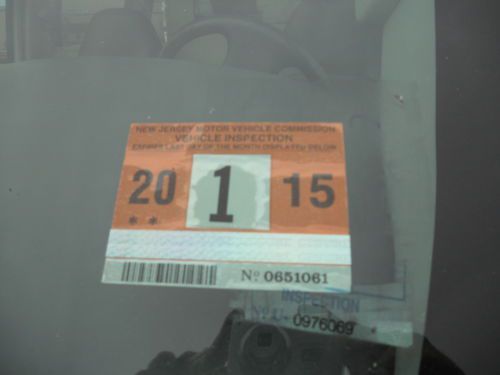 NEW JERSEY MOTOR VEHICLE COMMISSION
VEHICLE INSPECTION
EXPIRES LAST DAY OF THE MONTH DISPLAYED BELOW
20 1 15
**
No. 0651061
INSPECTION
No. U- 0976069